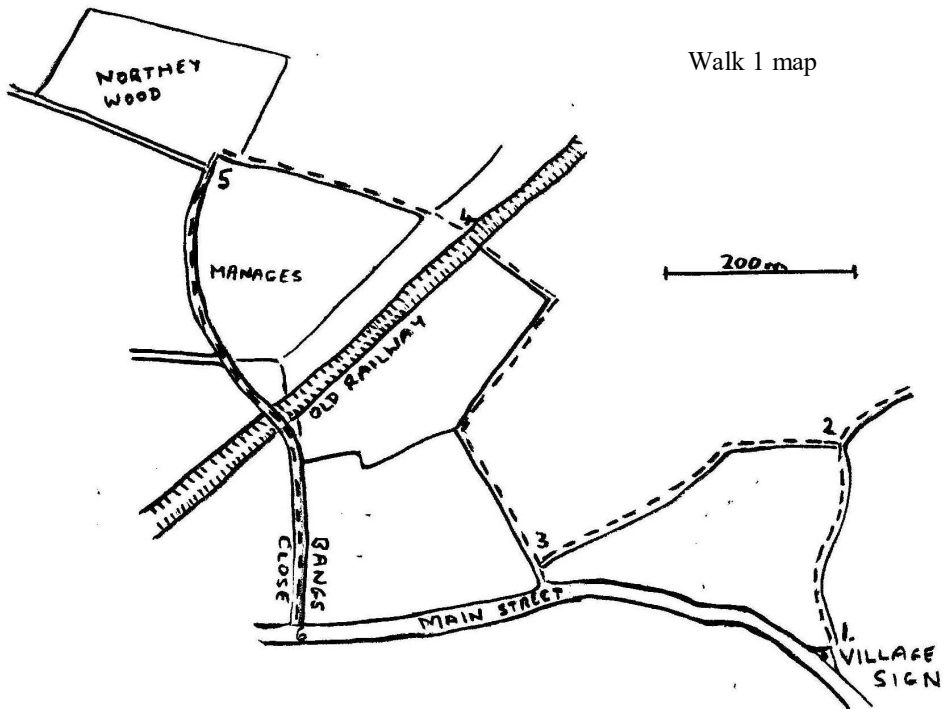 Walk 1 map
NORTHEY
WOOD
5
4
MANAGES
200m
OLD RAILWAY
2
3
BANGS
CLOSE
MAIN STREET
6
1.
VILLAGE
SIGN